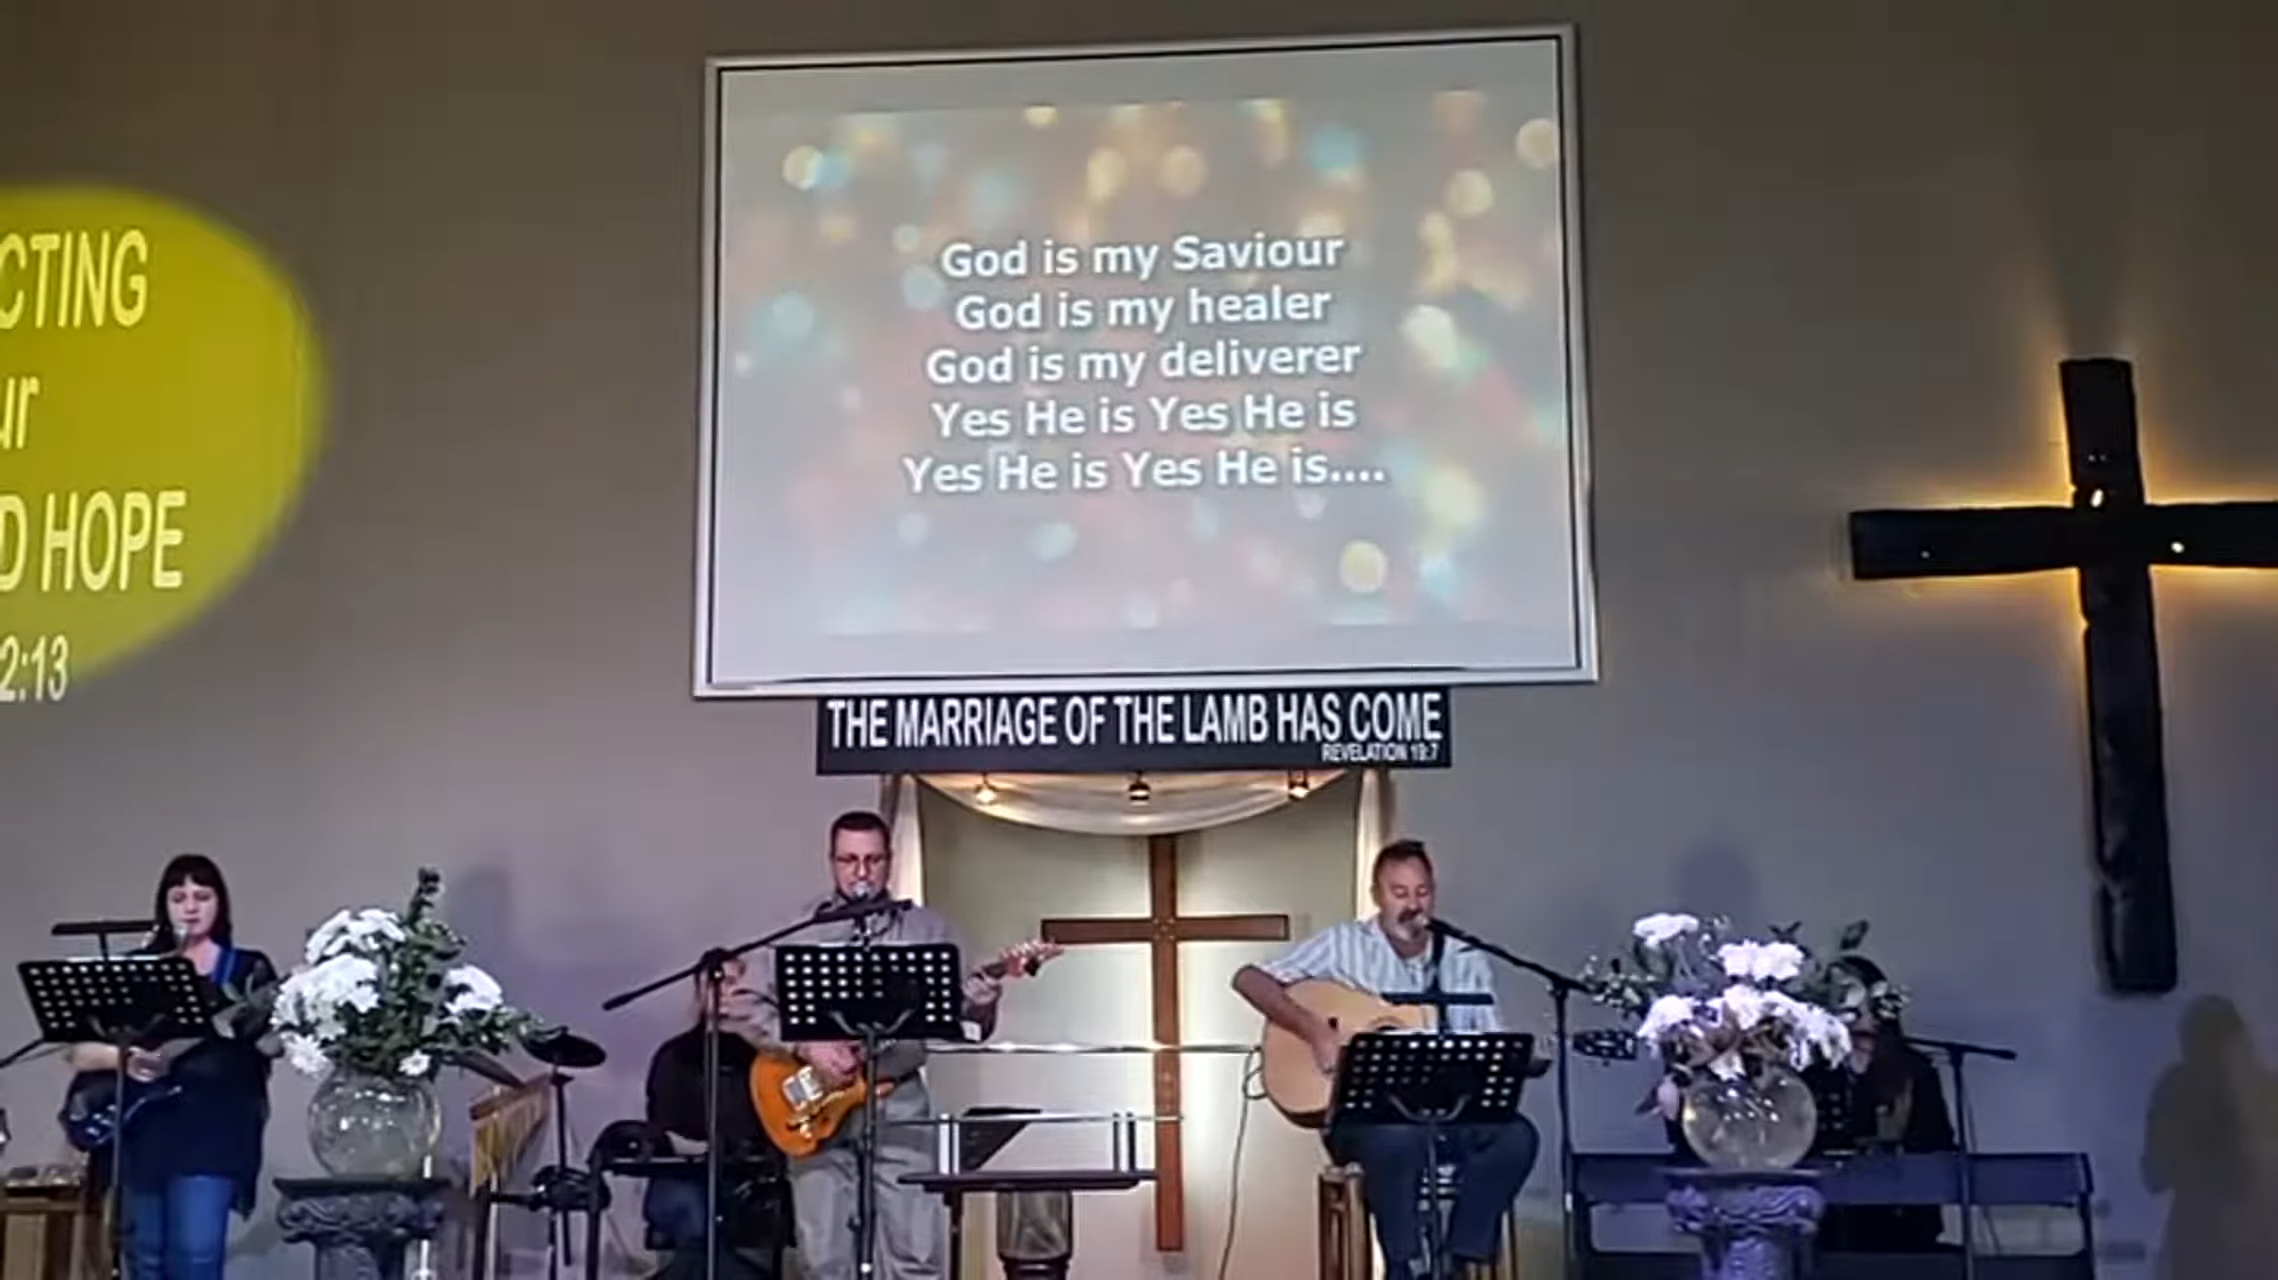 CTING
ur
D HOPE
2:13
God is my Saviour
God is my healer
God is my deliverer
Yes He is Yes He is
Yes He is Yes He is....
THE MARRIAGE OF THE LAMB HAS COME
REVELATION 19:7